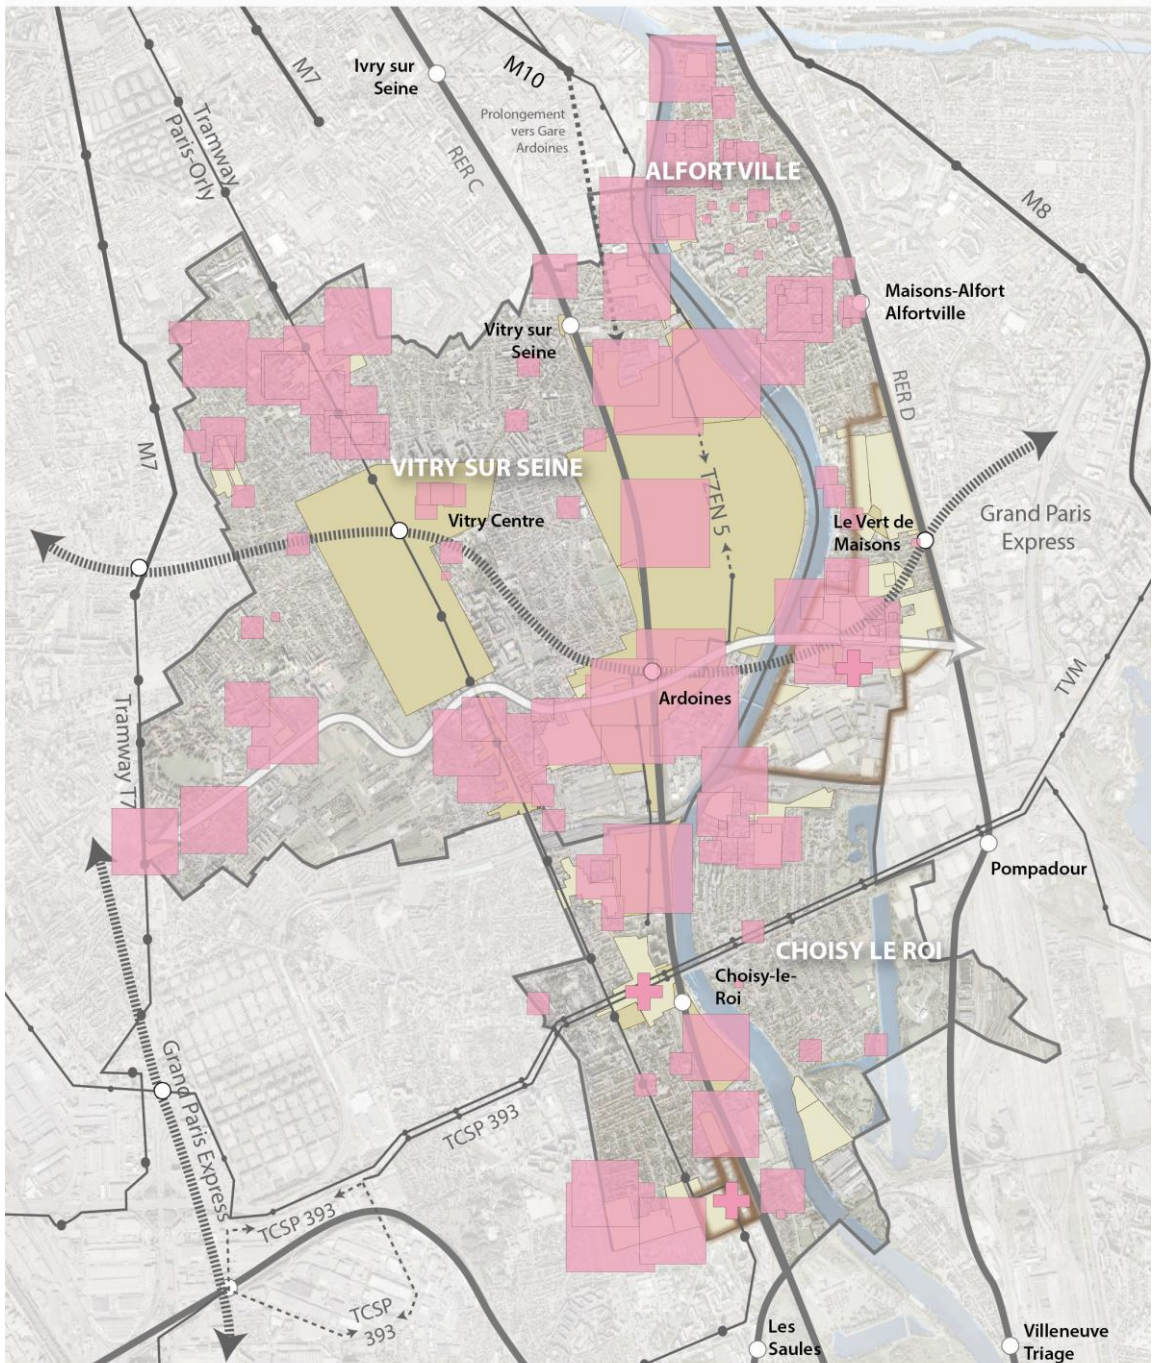 M7
Ivry sur
Seine
M10
Tramway
Paris-Orly
Prolongement
vers Gare
Ardoines
RER C
ALFORTVILLE
M8
Maisons-Alfort
Alfortville
Vitry sur
Seine
RER D
M7
VITRY SUR SEINE
TZEN 5
Vitry Centre
Le Vert de
Maisons
Grand Paris
Express
Ardoines
TVM
Tramway T7
Pompadour
CHOISY LE ROI
Choisy-le-
Roi
Grand Paris Express
TCSP 393
TCSP 393
TCSP
393
Les
Saules
Villeneuve
Triage